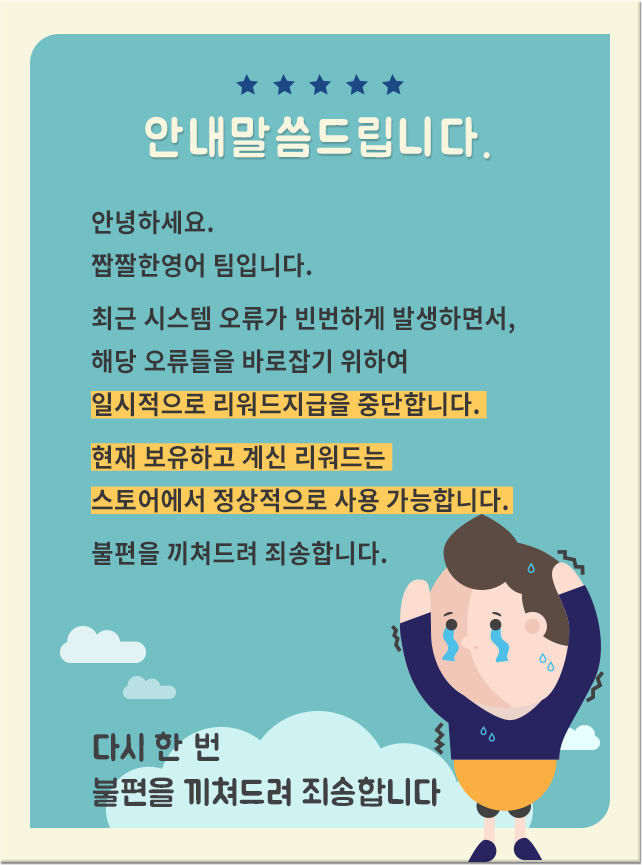 안내말씀드립니다.
안녕하세요.
짭짤한영어 팀입니다.
최근 시스템 오류가 빈번하게 발생하면서,
해당 오류들을 바로잡기 위하여
일시적으로 리워드지급을 중단합니다.
현재 보유하고 계신 리워드는
스토어에서 정상적으로 사용 가능합니다.
불편을 끼쳐드려 죄송합니다.
다시 한 번
불편을 끼쳐드려 죄송합니다